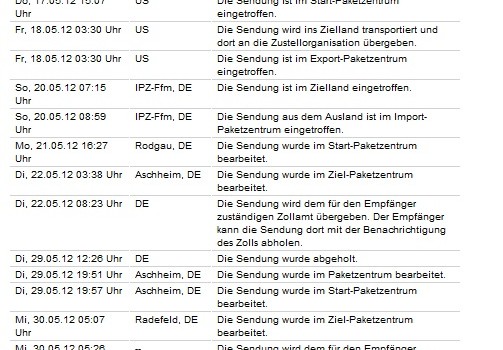 Do, 17.05.12 15:07 US Die Sendung ist im Start-Paketzentrum
Uhr eingetroffen.
Fr, 18.05.12 03:30 Uhr US Die Sendung wird ins Zielland transportiert und
dort an die Zustellorganisation übergeben.
Fr, 18.05.12 03:30 Uhr US Die Sendung ist im Export-Paketzentrum
eingetroffen.
So, 20.05.12 07:15 IPZ-Ffm, DE Die Sendung ist im Zielland eingetroffen.
Uhr
So, 20.05.12 08:59 IPZ-Ffm, DE Die Sendung aus dem Ausland ist im Import-
Uhr Paketzentrum eingetroffen.
Mo, 21.05.12 16:27 Rodgau, DE Die Sendung wurde im Start-Paketzentrum
Uhr bearbeitet.
Di, 22.05.12 03:38 Uhr Aschheim, DE Die Sendung wurde im Ziel-Paketzentrum
bearbeitet.
Di, 22.05.12 08:23 Uhr DE Die Sendung wird dem für den Empfänger
zuständigen Zollamt übergeben. Der Empfänger
kann die Sendung dort mit der Benachrichtigung
des Zolls abholen.
Di, 29.05.12 12:26 Uhr DE Die Sendung wurde abgeholt.
Di, 29.05.12 19:51 Uhr Aschheim, DE Die Sendung wurde im Paketzentrum bearbeitet.
Di, 29.05.12 19:57 Uhr Aschheim, DE Die Sendung wurde im Start-Paketzentrum
bearbeitet.
Mi, 30.05.12 05:07 Radefeld, DE Die Sendung wurde im Ziel-Paketzentrum
Uhr bearbeitet.
Mi, 30.05.12 05:26 -- Die Sendung wird dem für den Empfänger